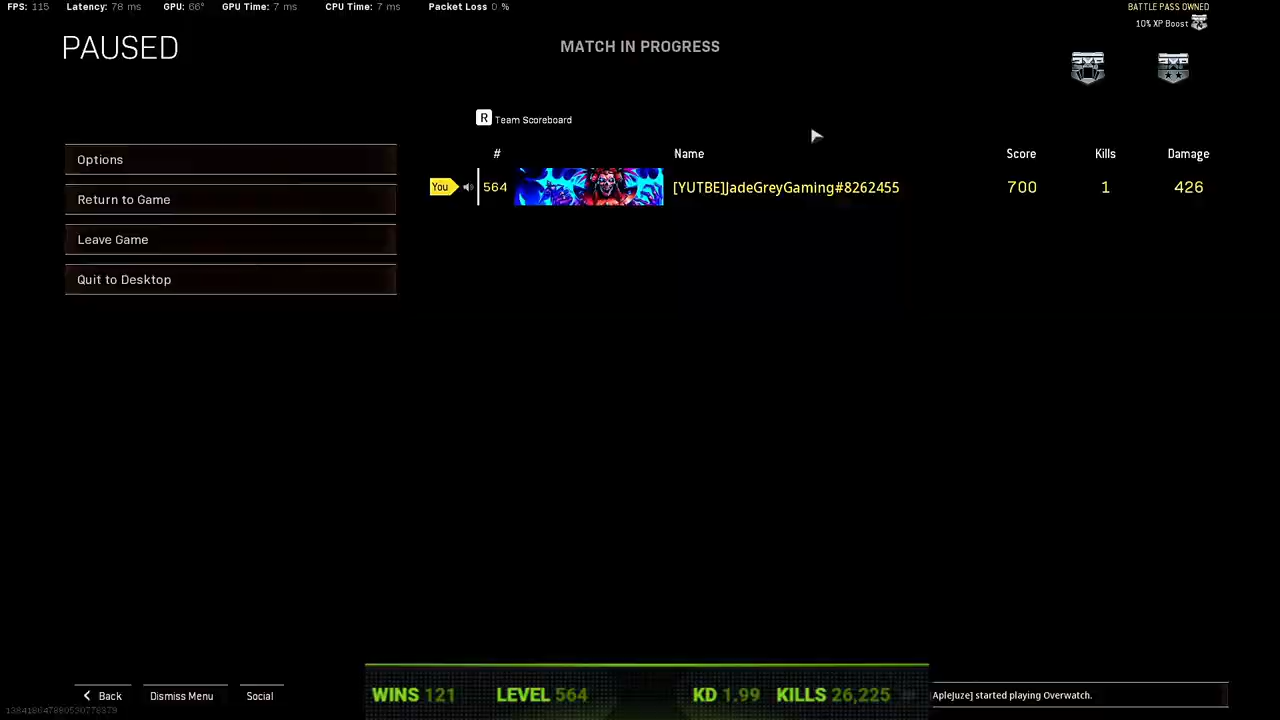 FPS: 115 Latency: 78 ms GPU: 66° GPU Time: 7 ms CPU Time: 7 ms Packet Loss 0 %
BATTLE PASS OWNED
10% XP Boost
PAUSED
MATCH IN PROGRESS
R Team Scoreboard
# Name Score Kills Damage
You 564 [YUTBE]JadeGreyGaming#8262455 700 1 426
Options
Return to Game
Leave Game
Quit to Desktop
WINS 121 LEVEL 564 KD 1.99 KILLS 26,225
Back Dismiss Menu Social
ApleJuze] started playing Overwatch.